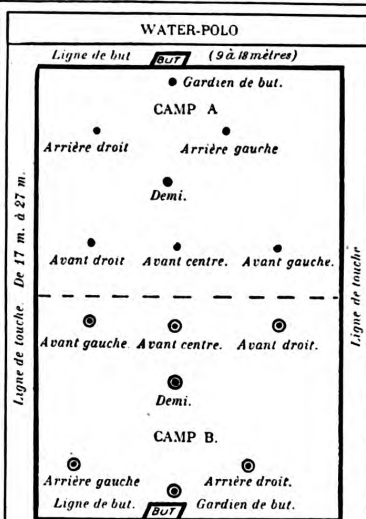 WATER-POLO
Ligne de but BUT (9 à 18 mètres)
Gardien de but.
CAMP A
Arrière droit Arrière gauche
Demi.
Avant droit Avant centre. Avant gauche.
Ligne de touche. De 17 m. à 27 m.
Ligne de touche
Avant gauche. Avant centre. Avant droit.
Demi.
CAMP B.
Arrière gauche Arrière droit.
Ligne de but. BUT Gardien de but.